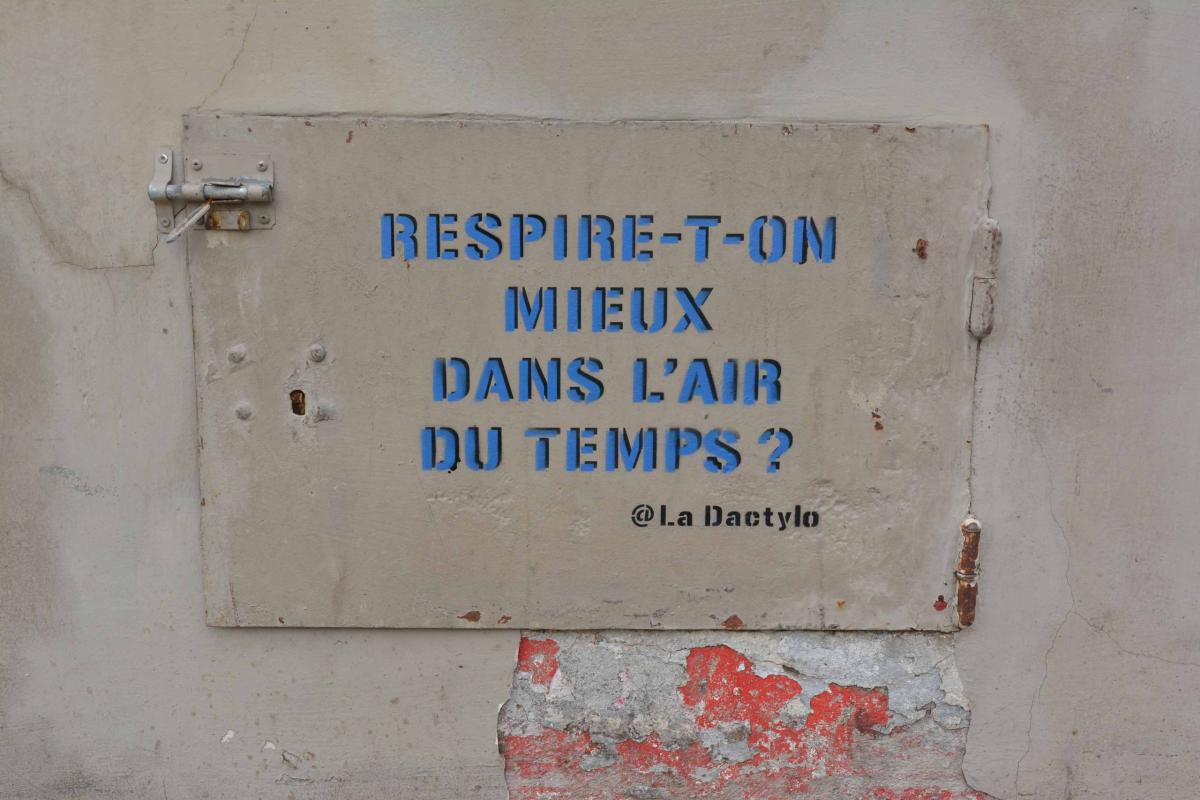 RESPIRE-T-ON
MIEUX
DANS L'AIR
DU TEMPS ?
@La Dactylo